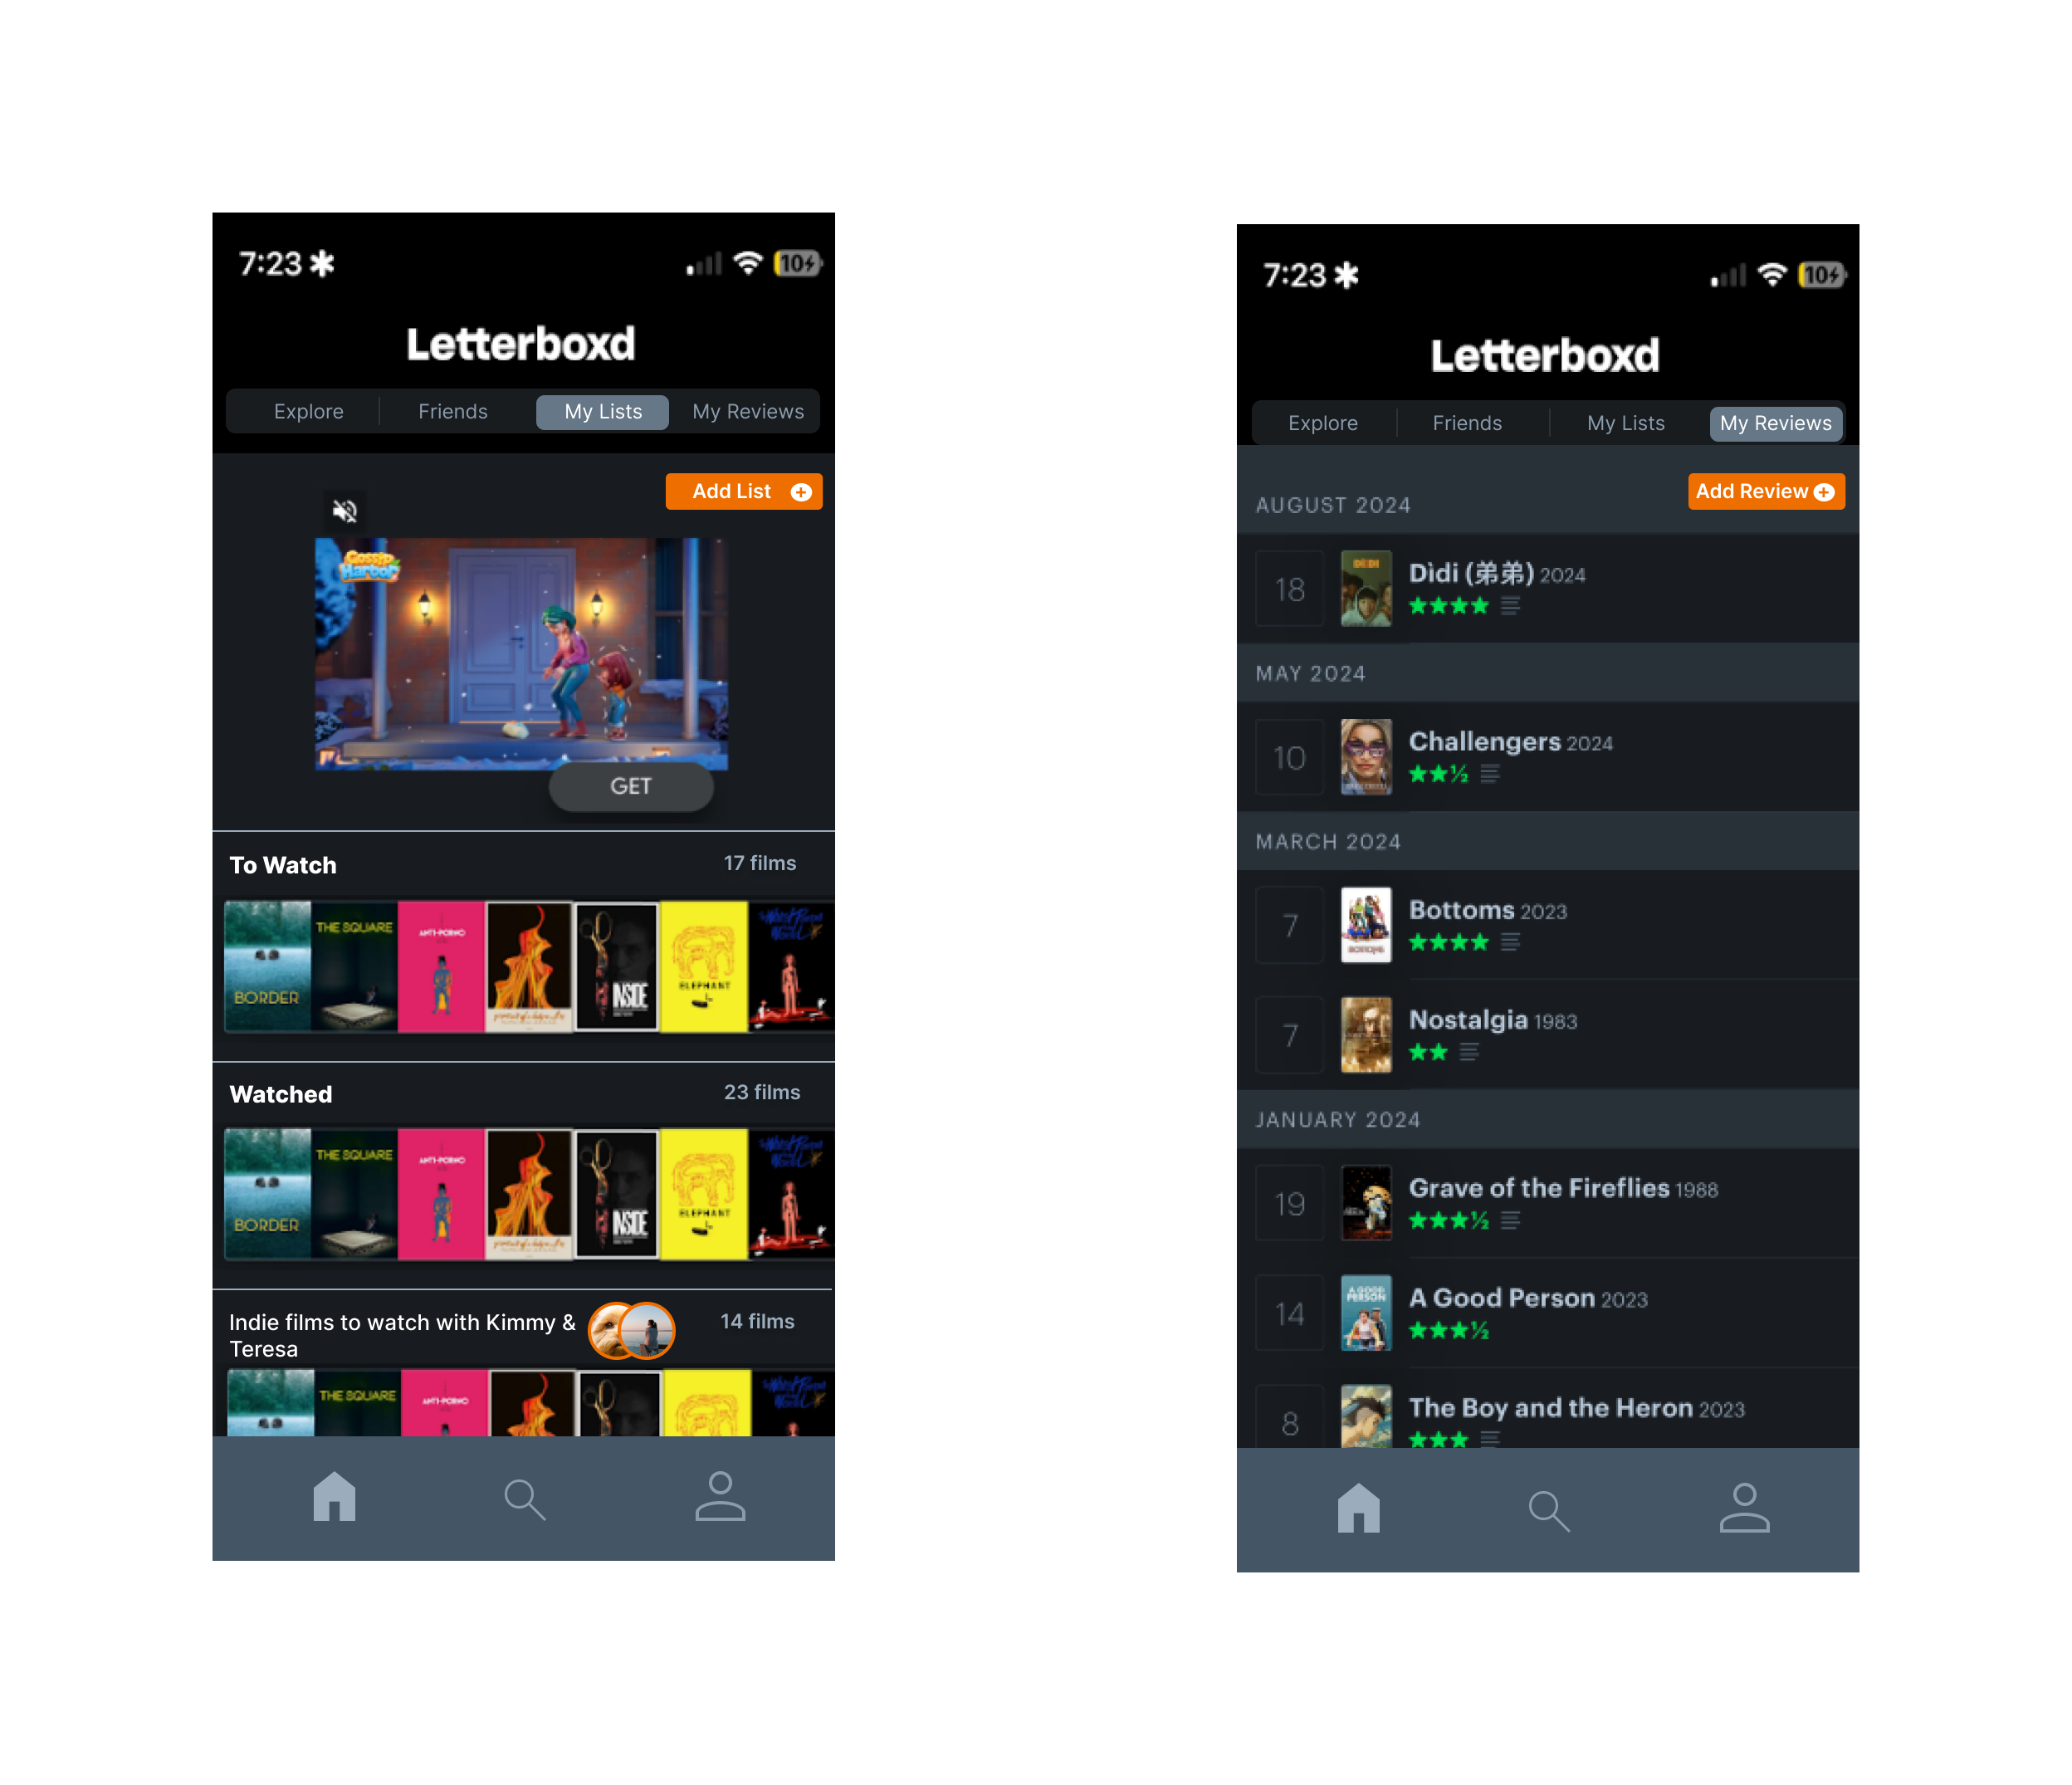 7:23
10
Letterboxd
Explore Friends My Lists My Reviews
Add List
Gossip
Harbor
GET
To Watch 17 films
BORDER THE SQUARE ANTI-PORNO INSIDE ELEPHANT
Watched 23 films
BORDER THE SQUARE ANTI-PORNO INSIDE ELEPHANT
Indie films to watch with Kimmy & 14 films
Teresa
THE SQUARE ANTI-PORNO
7:23
10
Letterboxd
Explore Friends My Lists My Reviews
AUGUST 2024 Add Review
18 DIDI Dìdi (弟弟) 2024
MAY 2024
10 Challengers 2024
½
MARCH 2024
7 Bottoms 2023
BOTTOMS
7 Nostalgia 1983
JANUARY 2024
19 Grave of the Fireflies 1988
½
14 A GOOD PERSON A Good Person 2023
½
8 The Boy and the Heron 2023